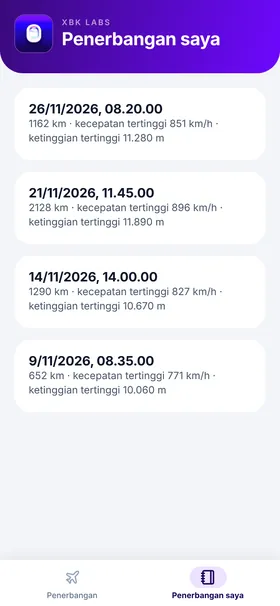 XBK LABS
Penerbangan saya
26/11/2026, 08.20.00
1162 km · kecepatan tertinggi 851 km/h ·
ketinggian tertinggi 11.280 m
21/11/2026, 11.45.00
2128 km · kecepatan tertinggi 896 km/h ·
ketinggian tertinggi 11.890 m
14/11/2026, 14.00.00
1290 km · kecepatan tertinggi 827 km/h ·
ketinggian tertinggi 10.670 m
9/11/2026, 08.35.00
652 km · kecepatan tertinggi 771 km/h ·
ketinggian tertinggi 10.060 m
Penerbangan
Penerbangan saya